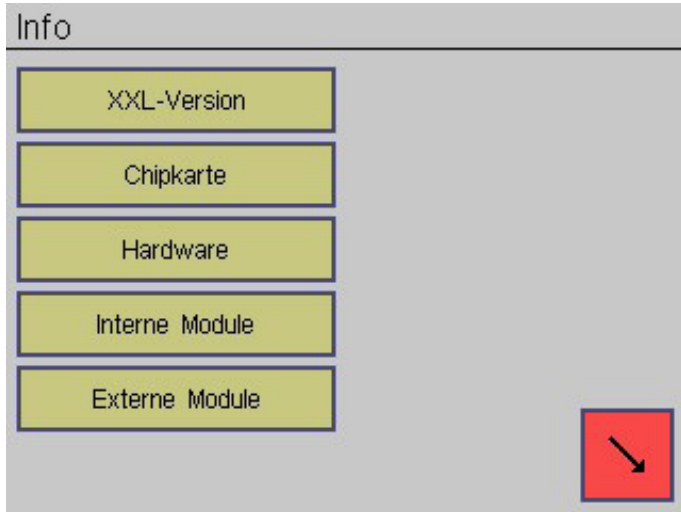 Info
XXL-Version
Chipkarte
Hardware
Interne Module
Externe Module